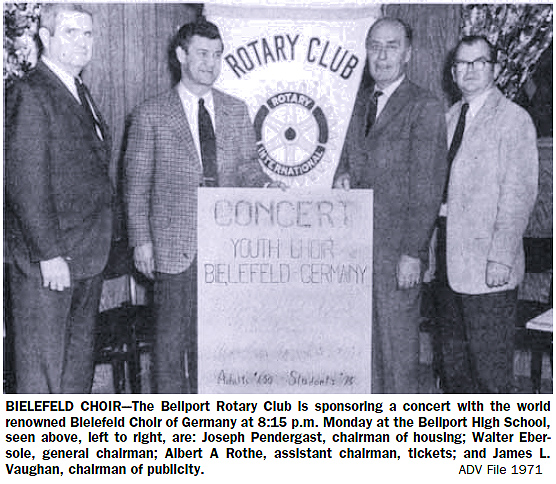 ROTARY CLUB
ROTARY
INTERNATIONAL
CONCERT
YOUTH CHOIR
BIELEFELD-GERMANY
Adults Students
BIELEFELD CHOIR—The Bellport Rotary Club is sponsoring a concert with the world
renowned Bielefeld Choir of Germany at 8:15 p.m. Monday at the Bellport High School,
seen above, left to right, are: Joseph Pendergast, chairman of housing; Walter Eber-
sole, general chairman; Albert A Rothe, assistant chairman, tickets; and James L.
Vaughan, chairman of publicity.
ADV File 1971